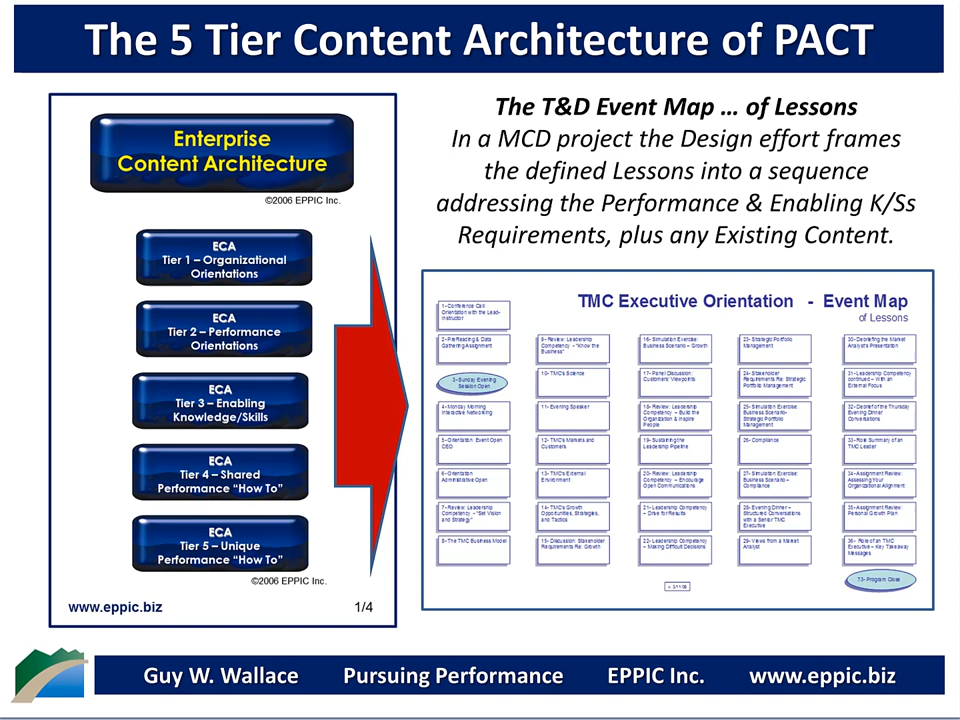 The 5 Tier Content Architecture of PACT
Enterprise
Content Architecture
©2006 EPPIC Inc.
ECA
Tier 1 – Organizational
Orientations
ECA
Tier 2 – Performance
Orientations
ECA
Tier 3 – Enabling
Knowledge/Skills
ECA
Tier 4 – Shared
Performance “How To”
ECA
Tier 5 – Unique
Performance “How To”
©2006 EPPIC Inc.
www.eppic.biz 1/4
The T&D Event Map … of Lessons
In a MCD project the Design effort frames
the defined Lessons into a sequence
addressing the Performance & Enabling K/Ss
Requirements, plus any Existing Content.
TMC Executive Orientation - Event Map
of Lessons
1- Conference Call
Orientation with the Lead-
Instructor
2- Pre Reading & Data
Gathering Assignment
3- Sunday Evening
Session Open
4- Monday Morning
Interactive Networking
5- Orientation Event Open
CEO
6- Orientation
Administrative Open
7- Review: Leadership
Competency – “Set Vision
and Strategy”
8- The TMC Business Model
9- Review: Leadership
Competency – “Know the
Business”
10- TMC's Science
11- Evening Speaker
12- TMC's Markets and
Customers
13- TMC's External
Environment
14- TMC's Growth
Opportunities, Strategies,
and Tactics
15- Discussion: Stakeholder
Requirements Re: Growth
16- Simulation Exercise:
Business Scenario – Growth
17- Panel Discussion:
Customers' Viewpoints
18- Review: Leadership
Competency – Build the
Organization & Inspire
People
19- Sustaining the
Leadership Pipeline
20- Review: Leadership
Competency – Encourage
Open Communications
21- Leadership Competency
– Drive for Results
22- Leadership Competency
– Making Difficult Decisions
23- Strategic Portfolio
Management
24- Stakeholder
Requirements Re: Strategic
Portfolio Management
25- Simulation Exercise:
Business Scenario-
Strategic Portfolio
Management
26- Compliance
27- Simulation Exercise:
Business Scenario –
Compliance
28- Evening Dinner –
Structured Conversations
with a Senior TMC
Executive
29- Views from a Market
Analyst
30- Debriefing the Market
Analyst's Presentation
31- Leadership Competency
continued – With an
External Focus
32- Debrief of the Thursday
Evening Dinner
Conversations
33- Role Summary of an
TMC Leader
34- Assignment Review:
Assessing Your
Organizational Alignment
35- Assignment Review:
Personal Growth Plan
36- Role of an TMC
Executive – Key Takeaway
Messages
73- Program Close
Guy W. Wallace Pursuing Performance EPPIC Inc. www.eppic.biz